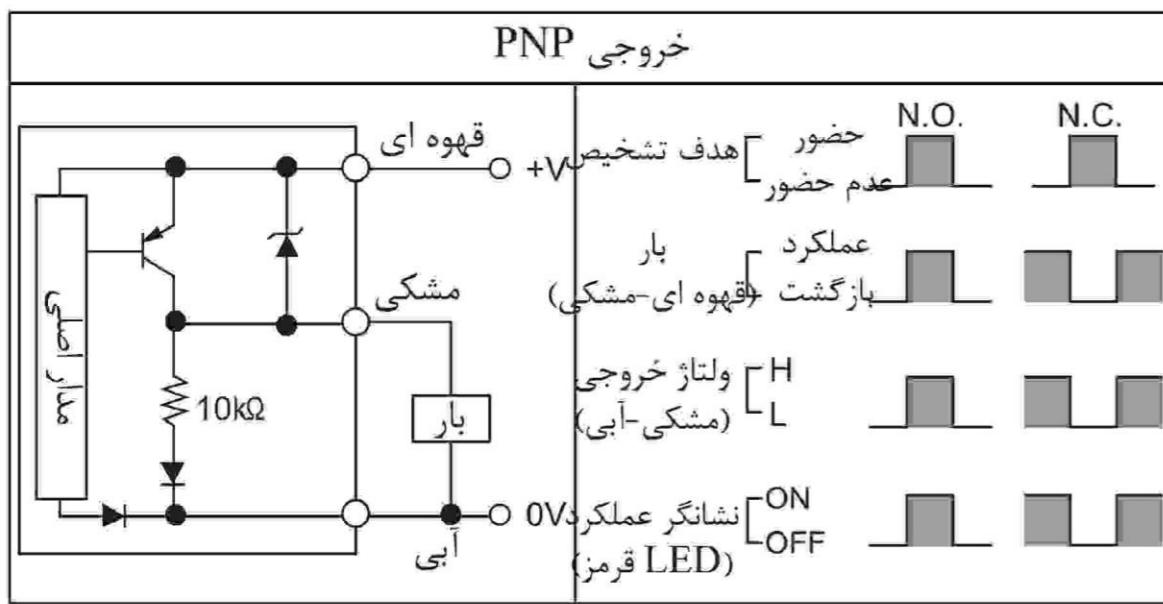 خروجی PNP
قهوه ای
+V
مشکی
مدار اصلی
10kΩ
بار
0V
آبی
N.O.
N.C.
هدف تشخیص
حضور
عدم حضور
بار
(قهوه ای-مشکی)
عملکرد
بازگشت
ولتاژ خروجی
(مشکی-آبی)
H
L
نشانگر عملکرد
(LED قرمز)
ON
OFF